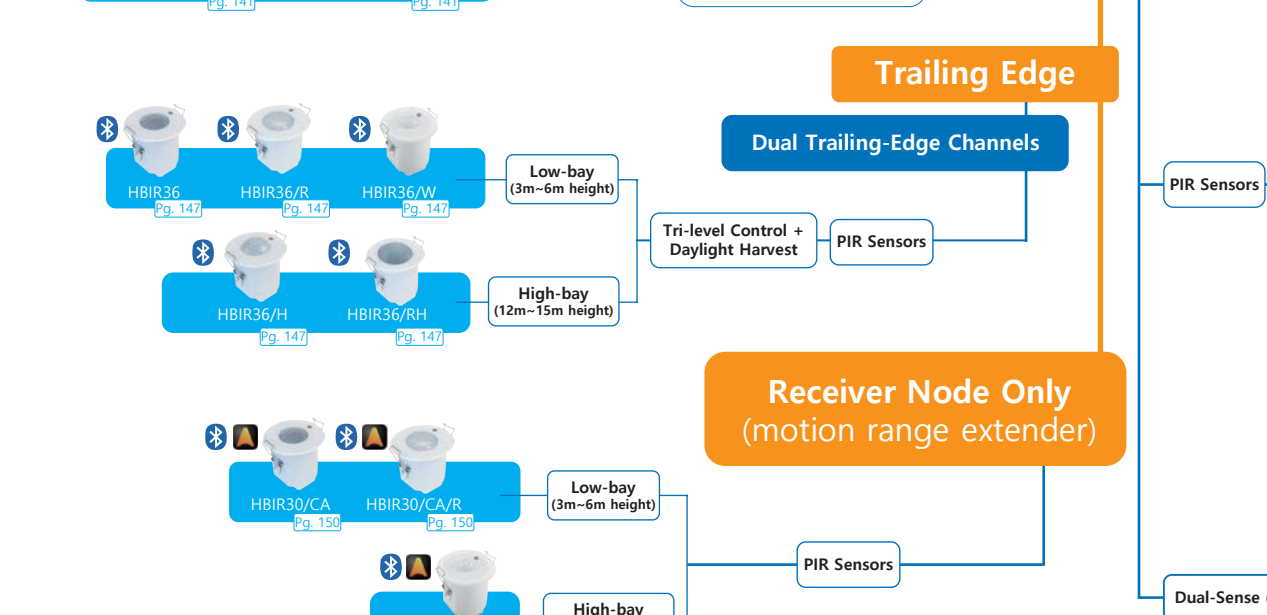 Pg. 141
Pg. 141
Trailing Edge
Dual Trailing-Edge Channels
HBIR36
HBIR36/R
HBIR36/W
Pg. 147
Pg. 147
Pg. 147
Low-bay
(3m~6m height)
Tri-level Control +
Daylight Harvest
PIR Sensors
PIR Sensors
HBIR36/H
HBIR36/RH
Pg. 147
Pg. 147
High-bay
(12m~15m height)
Receiver Node Only
(motion range extender)
HBIR30/CA
HBIR30/CA/R
Pg. 150
Pg. 150
Low-bay
(3m~6m height)
PIR Sensors
High-bay
Dual-Sense (